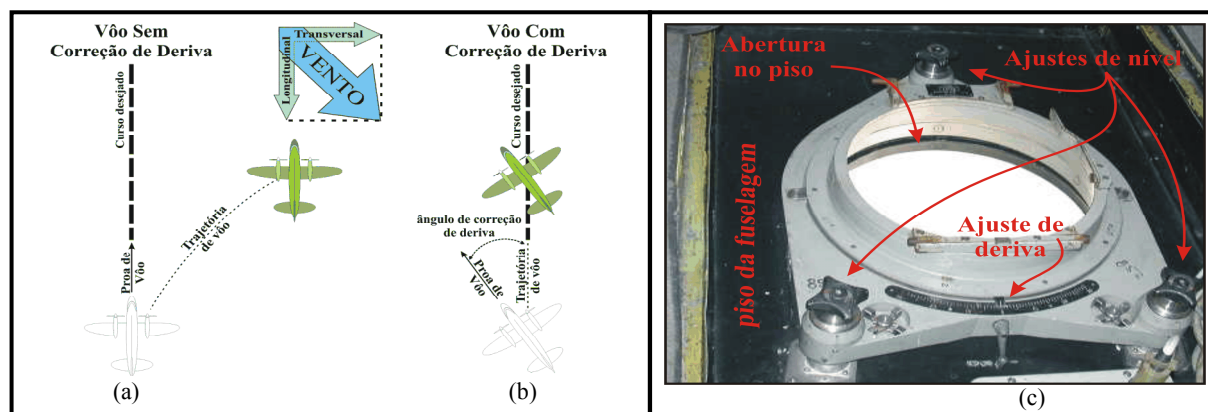 Vôo Sem
Correção de Deriva
Curso desejado
Trajetória
de vôo
Proa de
Vôo
(a)
Transversal
Longitudinal
VENTO
Vôo Com
Correção de Deriva
Curso desejado
ângulo de correção
de deriva
Proa de
Vôo
Trajetória
de vôo
(b)
Abertura
no piso
Ajustes de nível
piso da fuselagem
Ajuste de
deriva
(c)